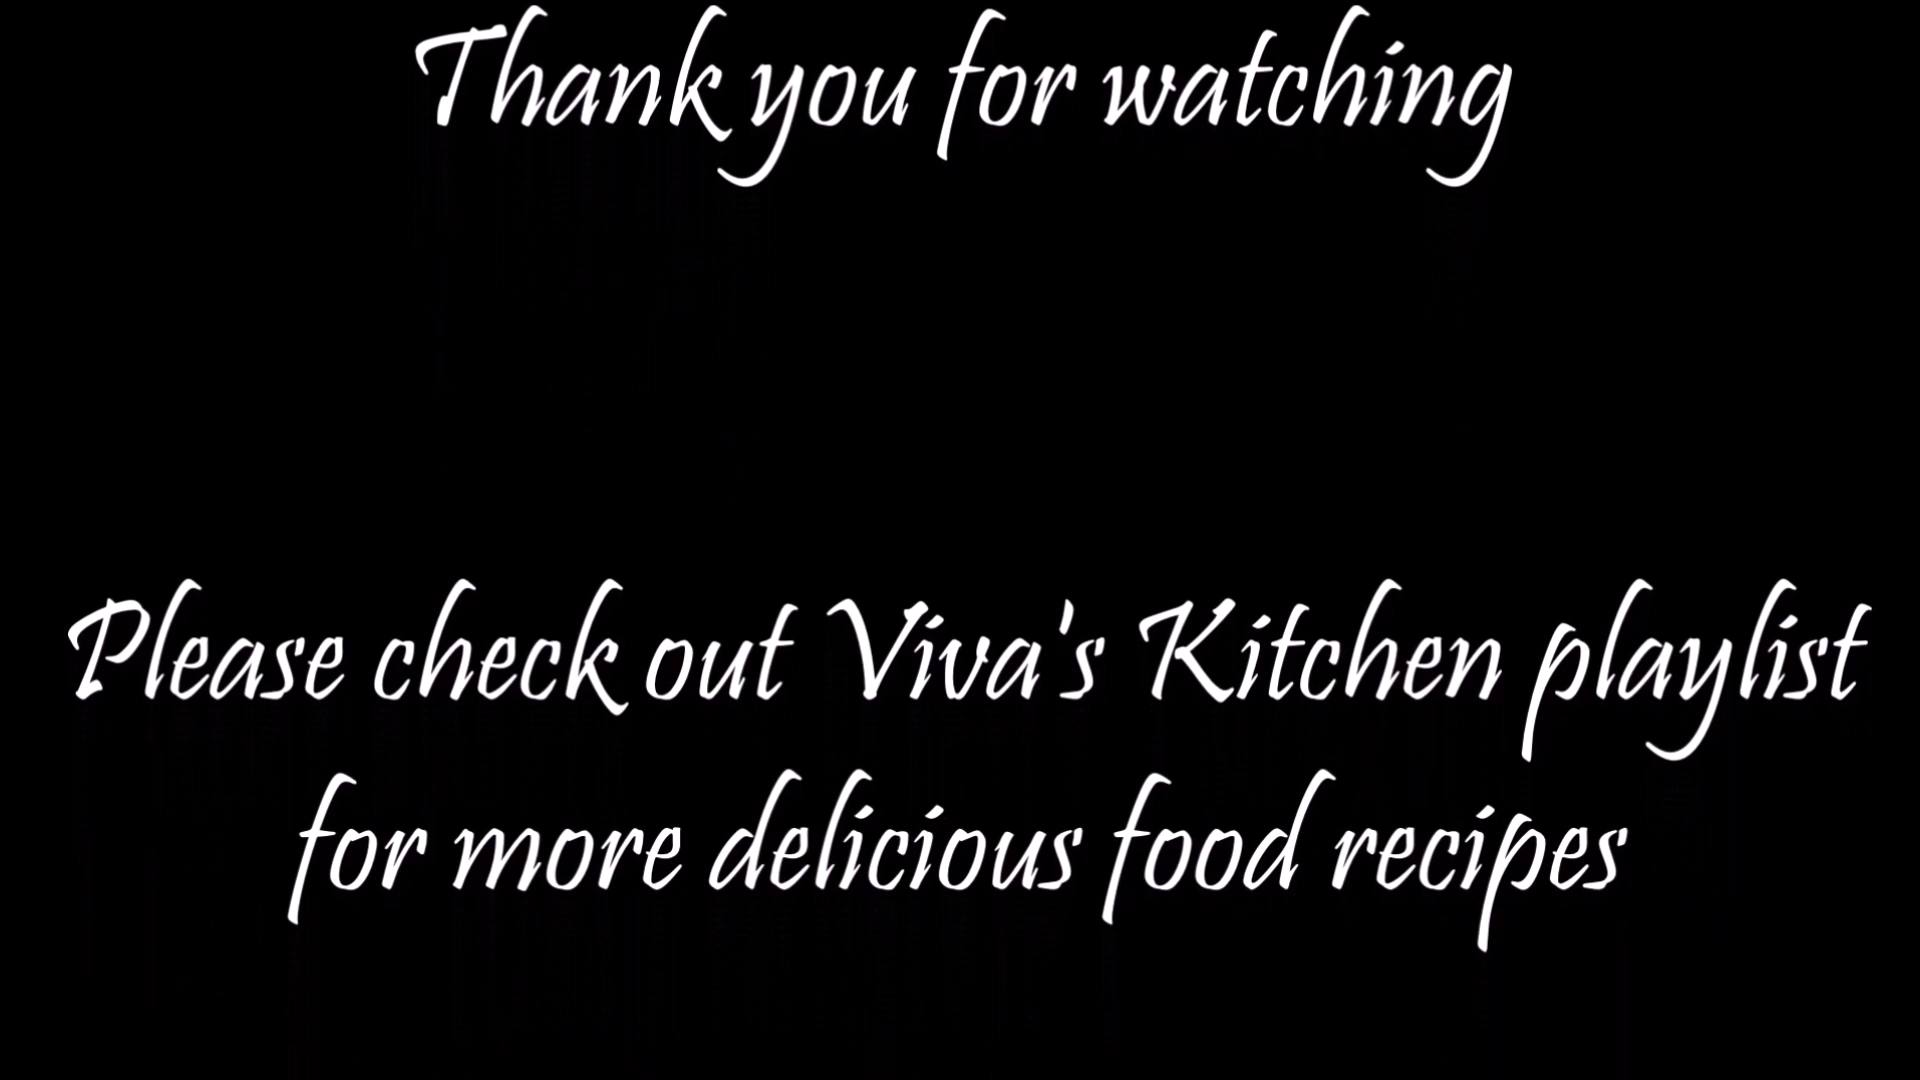 Thank you for watching
Please check out Viva's Kitchen playlist
for more delicious food recipes